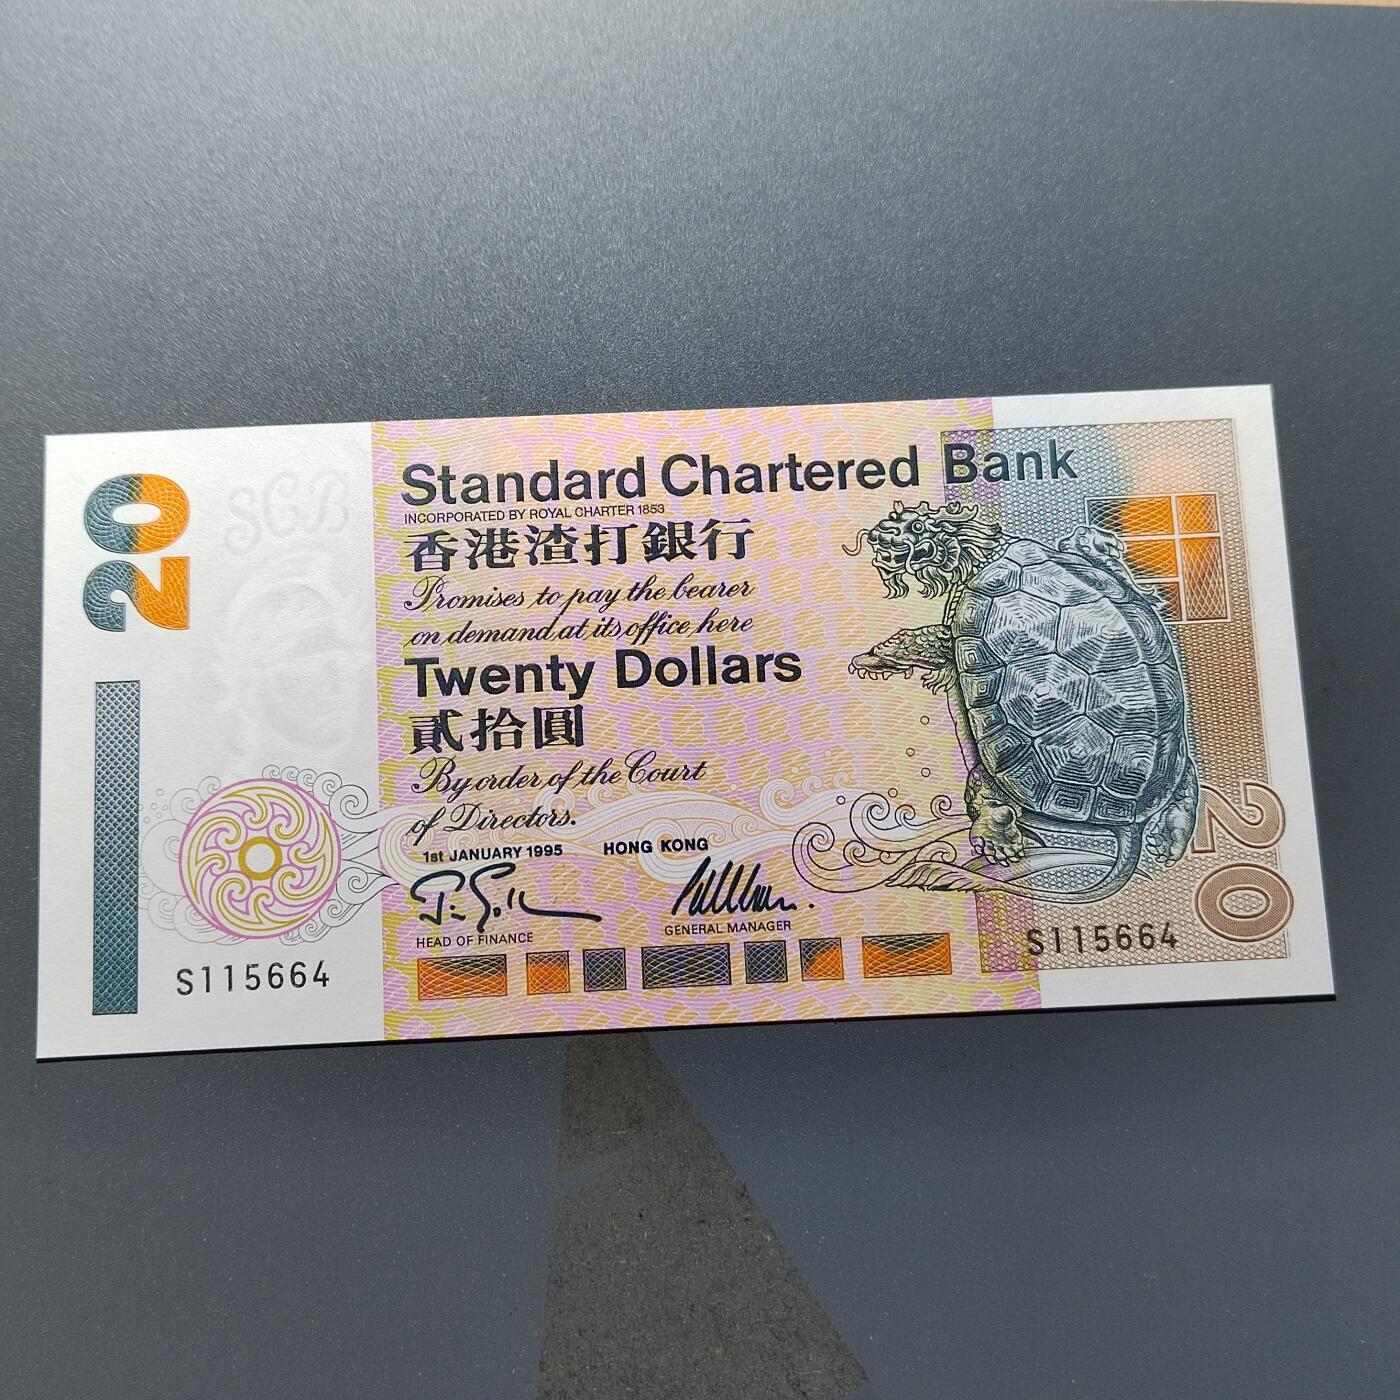 20
SCB
Standard Chartered Bank
INCORPORATED BY ROYAL CHARTER 1853
香港渣打銀行
Promises to pay the bearer
on demand at its office here
Twenty Dollars
貳拾圓
By order of the Court
of Directors.
1st JANUARY 1995 HONG KONG
HEAD OF FINANCE
GENERAL MANAGER
S115664
S115664
20